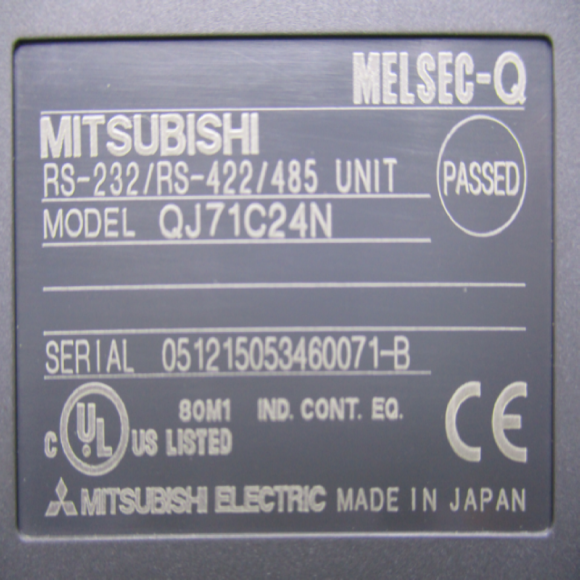 MELSEC-Q
MITSUBISHI
RS-232/RS-422/485 UNIT
PASSED
MODEL QJ71C24N
SERIAL 051215053460071-B
80M1 IND. CONT. EQ.
C UL US LISTED
CE
MITSUBISHI ELECTRIC MADE IN JAPAN